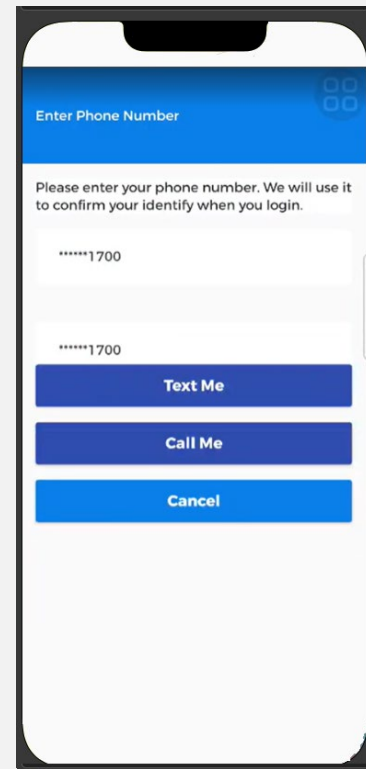 Enter Phone Number
Please enter your phone number. We will use it
to confirm your identify when you login.
******1700
******1700
Text Me
Call Me
Cancel